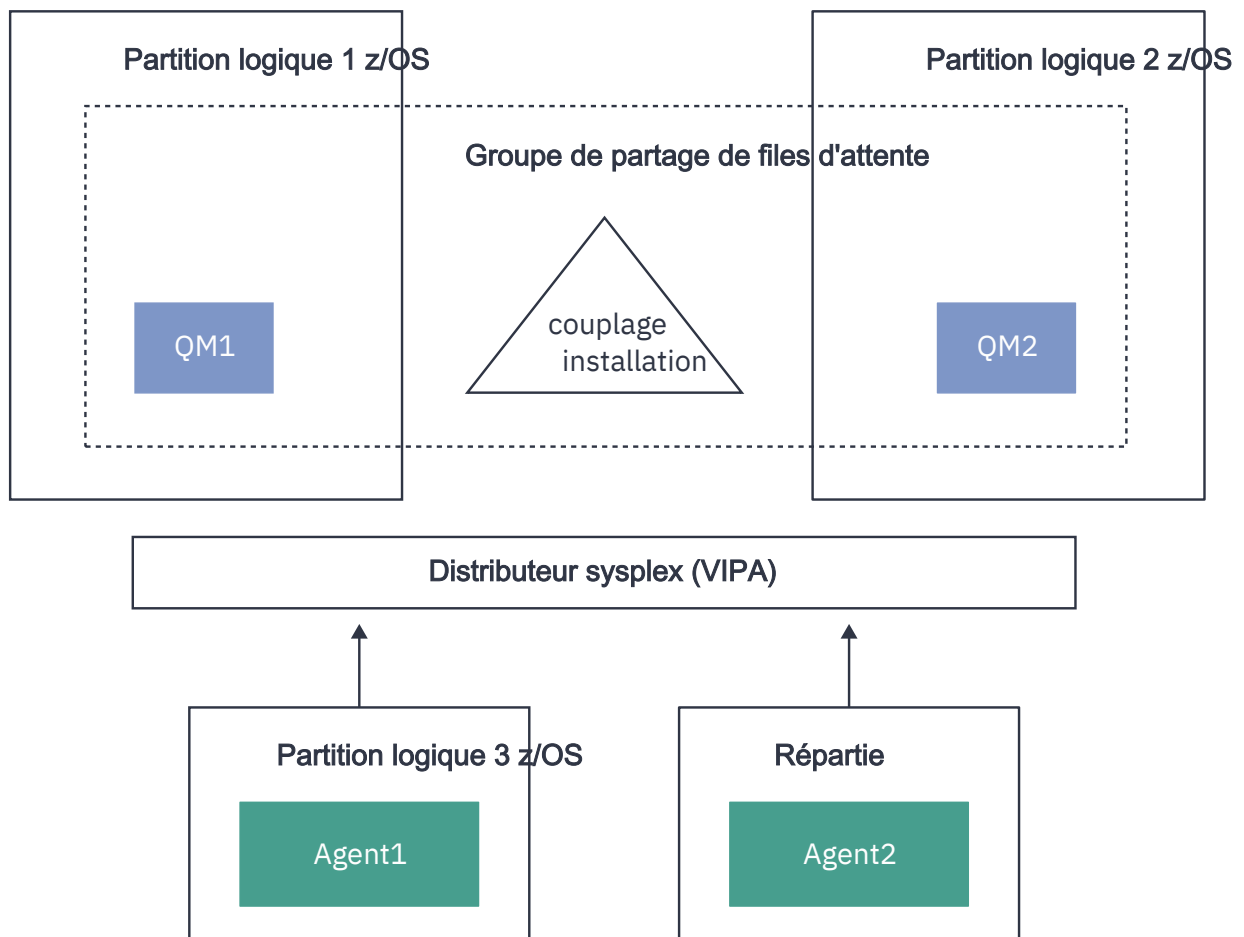 Partition logique 1 z/OS
Partition logique 2 z/OS
Groupe de partage de files d'attente
couplage
installation
QM1
QM2
Distributeur sysplex (VIPA)
Partition logique 3 z/OS
Répartie
Agent1
Agent2